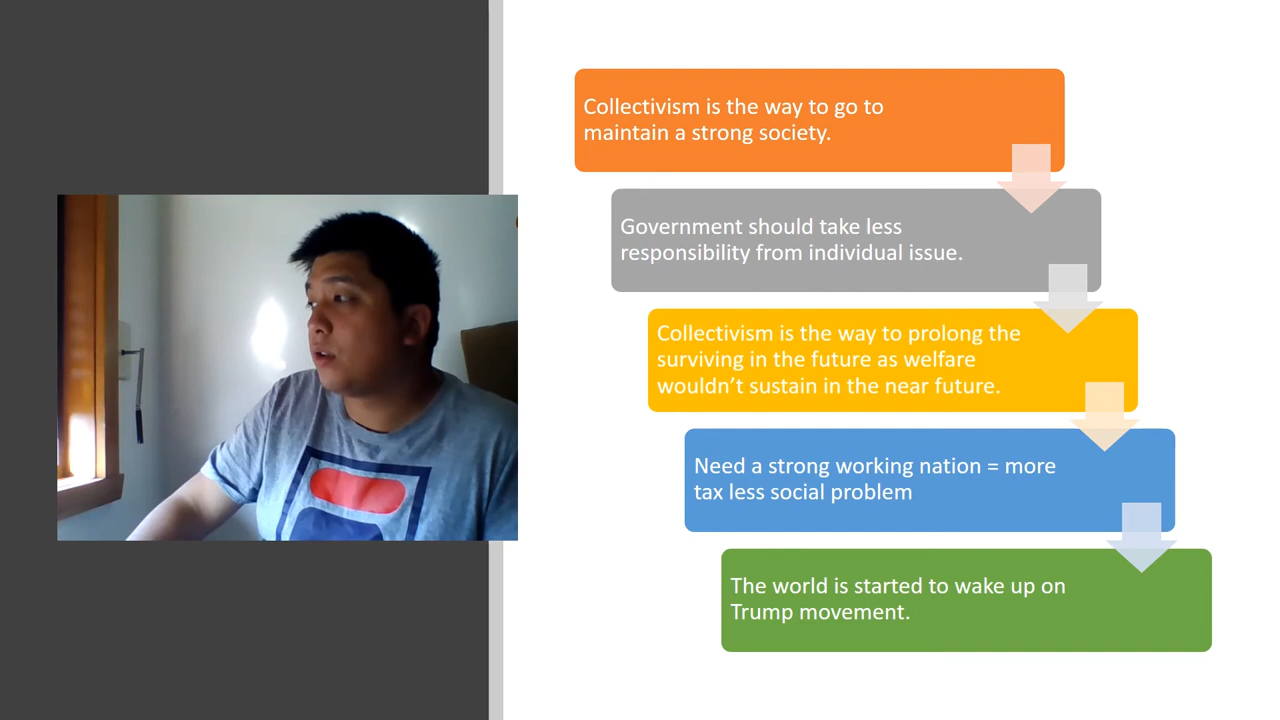 Collectivism is the way to go to
maintain a strong society.
Government should take less
responsibility from individual issue.
Collectivism is the way to prolong the
surviving in the future as welfare
wouldn’t sustain in the near future.
Need a strong working nation = more
tax less social problem
The world is started to wake up on
Trump movement.